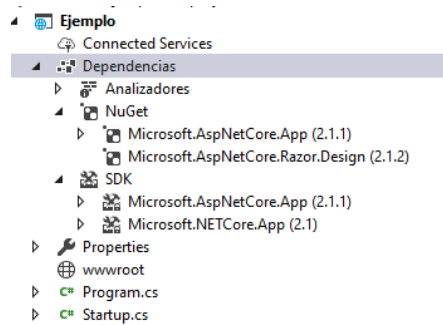 Ejemplo
Connected Services
Dependencias
Analizadores
NuGet
Microsoft.AspNetCore.App (2.1.1)
Microsoft.AspNetCore.Razor.Design (2.1.2)
SDK
Microsoft.AspNetCore.App (2.1.1)
Microsoft.NETCore.App (2.1)
Properties
wwwroot
C# Program.cs
C# Startup.cs